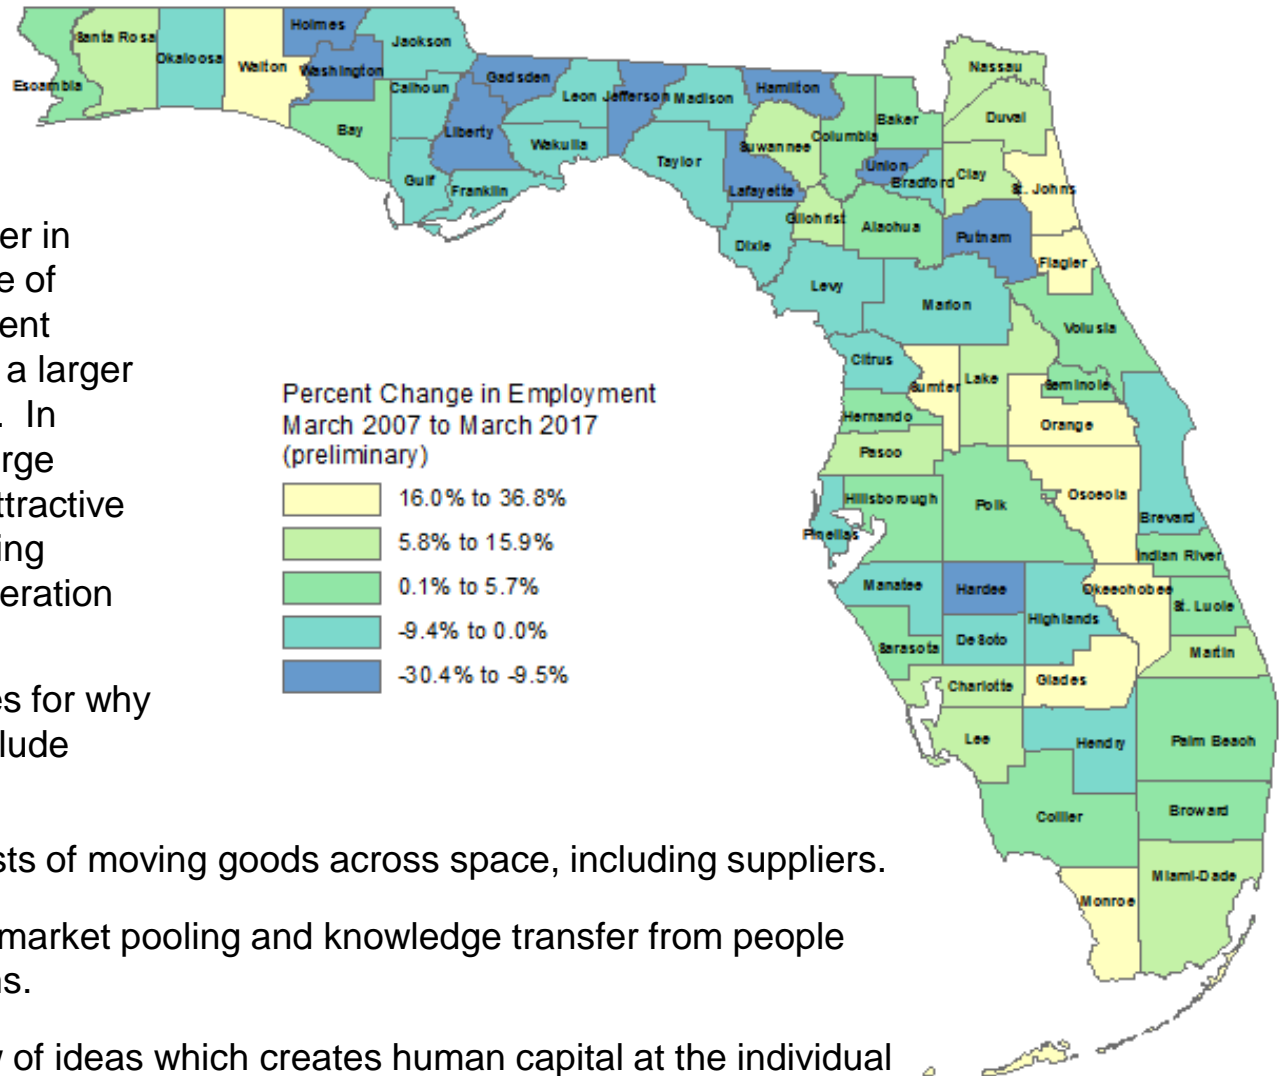 Holmes
Santa Rosa
Okaloosa
Walton
Washington
Jackson
Escambia
Calhoun
Bay
Gadsden
Leon
Jefferson
Madison
Hamilton
Liberty
Wakulla
Gulf
Franklin
Taylor
Suwannee
Lafayette
Columbia
Baker
Nassau
Duval
Union
Bradford
Clay
St. Johns
Gilchrist
Alachua
Putnam
Flagler
Dixie
Levy
Marion
Volusia
Citrus
Sumter
Lake
Seminole
Hernando
Orange
Pasco
Hillsborough
Polk
Osceola
Brevard
Pinellas
Indian River
Manatee
Hardee
Okeechobee
Highlands
St. Lucie
Sarasota
DeSoto
Martin
Charlotte
Glades
Lee
Hendry
Palm Beach
Collier
Broward
Miami-Dade
Monroe
er in
e of
ent
a larger
. In
rge
ttractive
ing
eration
es for why
lude
Percent Change in Employment
March 2007 to March 2017
(preliminary)
16.0% to 36.8%
5.8% to 15.9%
0.1% to 5.7%
-9.4% to 0.0%
-30.4% to -9.5%
sts of moving goods across space, including suppliers.
market pooling and knowledge transfer from people
ns.
w of ideas which creates human capital at the individual